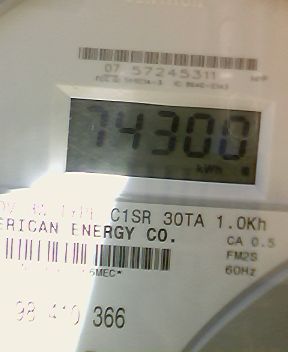 07 57245311
74300
kWh
TYPE C1SR 30TA 1.0Kh
ERICAN ENERGY CO.
CA 0.5
FM2S
60Hz
98 410 366